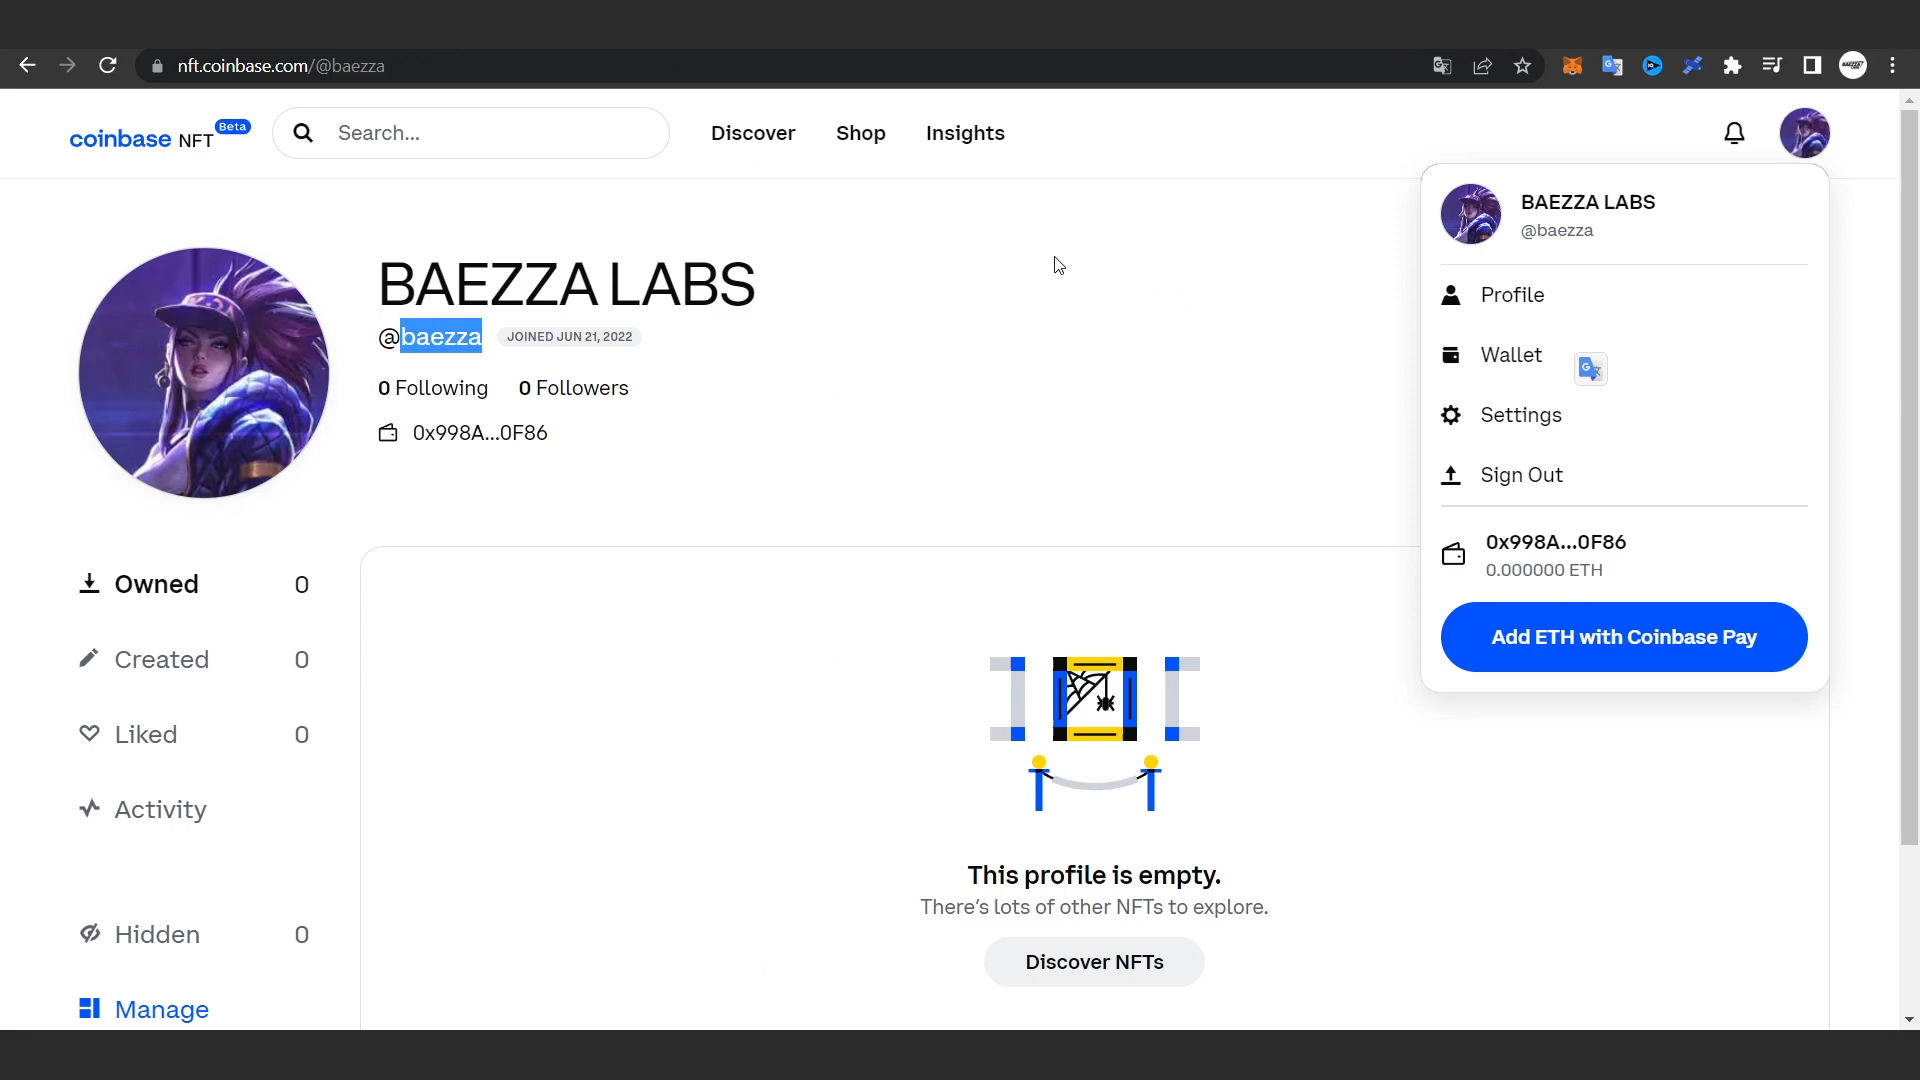 nft.coinbase.com/@baezza
coinbase NFT Beta
Search...
Discover
Shop
Insights
BAEZZA LABS
@baezza
JOINED JUN 21, 2022
0 Following
0 Followers
0x998A...0F86
Owned 0
Created 0
Liked 0
Activity
Hidden 0
Manage
This profile is empty.
There's lots of other NFTs to explore.
Discover NFTs
BAEZZA LABS
@baezza
Profile
Wallet
Settings
Sign Out
0x998A...0F86
0.000000 ETH
Add ETH with Coinbase Pay